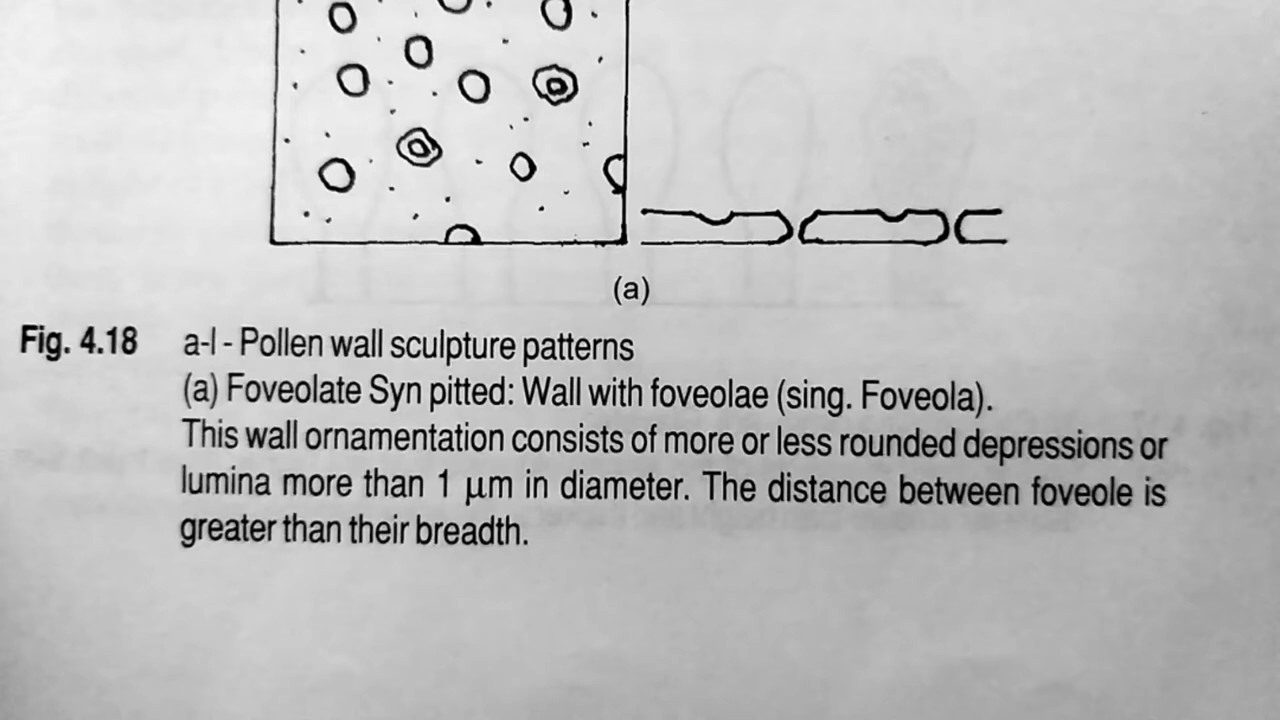 (a)
Fig. 4.18 a-l - Pollen wall sculpture patterns
(a) Foveolate Syn pitted: Wall with foveolae (sing. Foveola).
This wall ornamentation consists of more or less rounded depressions or
lumina more than 1 μm in diameter. The distance between foveole is
greater than their breadth.